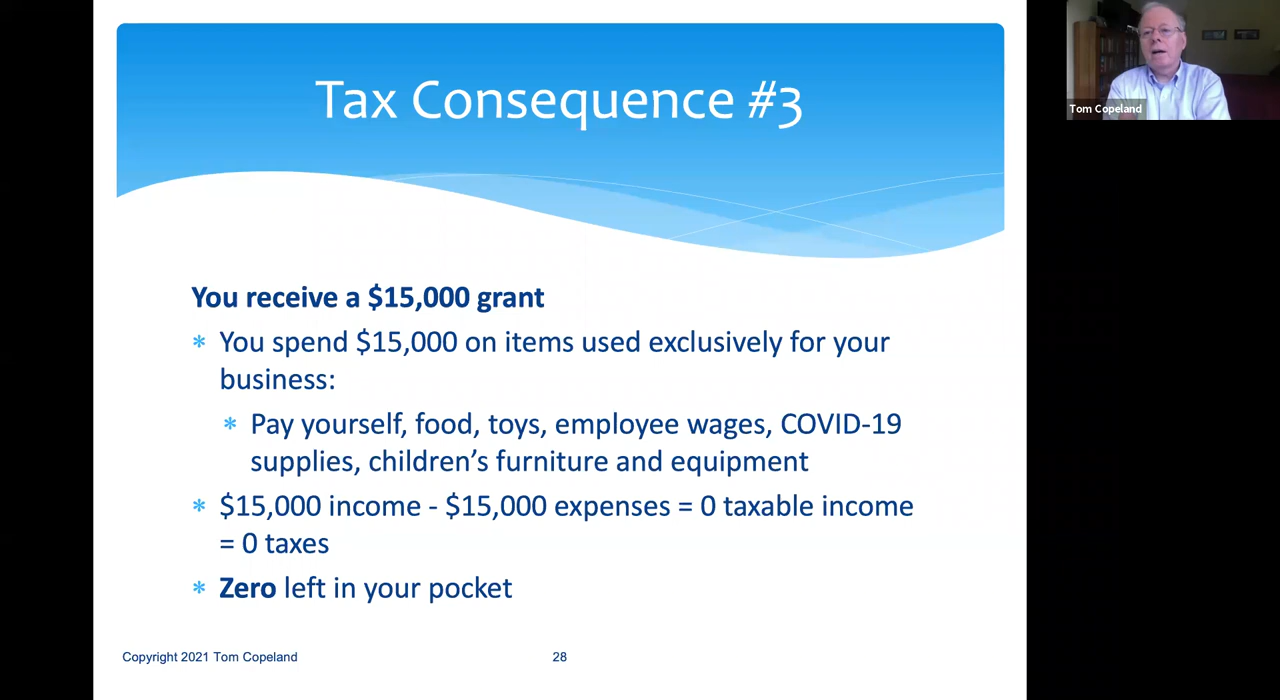 Tax Consequence #3
Tom Copeland
You receive a $15,000 grant
* You spend $15,000 on items used exclusively for your
business:
* Pay yourself, food, toys, employee wages, COVID-19
supplies, children's furniture and equipment
* $15,000 income - $15,000 expenses = 0 taxable income
= 0 taxes
* Zero left in your pocket
Copyright 2021 Tom Copeland
28